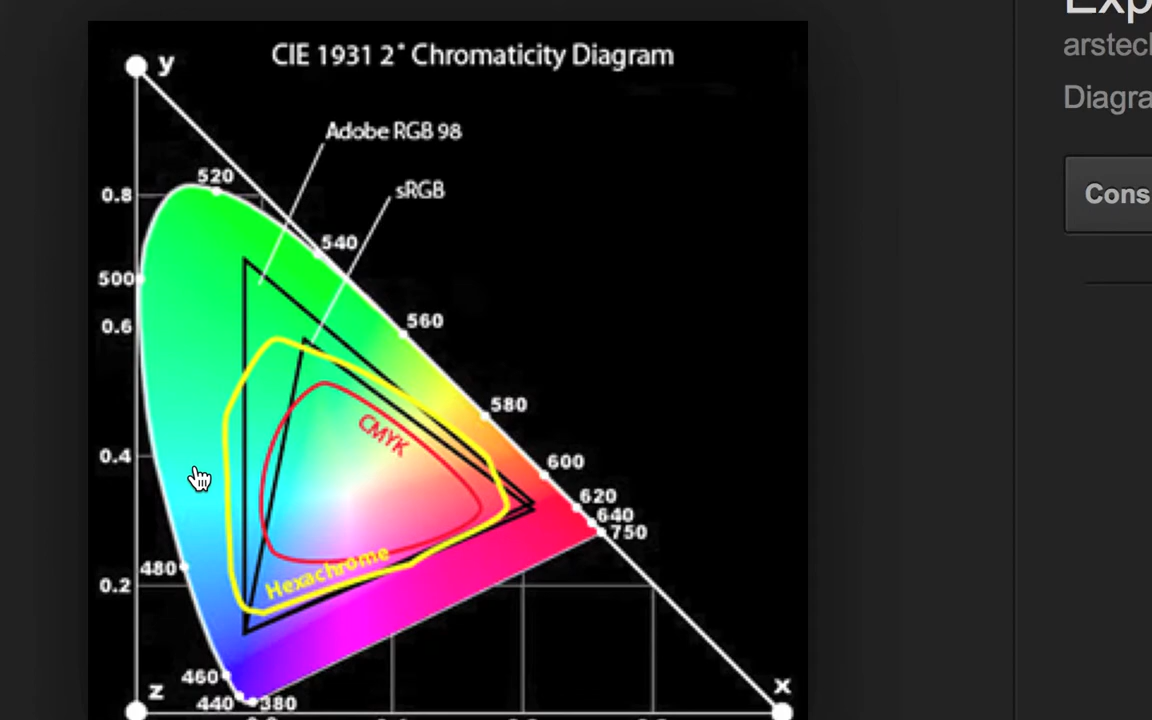 CIE 1931 2° Chromaticity Diagram
y
Adobe RGB 98
sRGB
520
0.8
540
500
0.6
560
580
CMYK
0.4
600
620
640
750
480
Hexachrome
0.2
460
z
440
380
x
Exp
arstec
Diagra
Cons